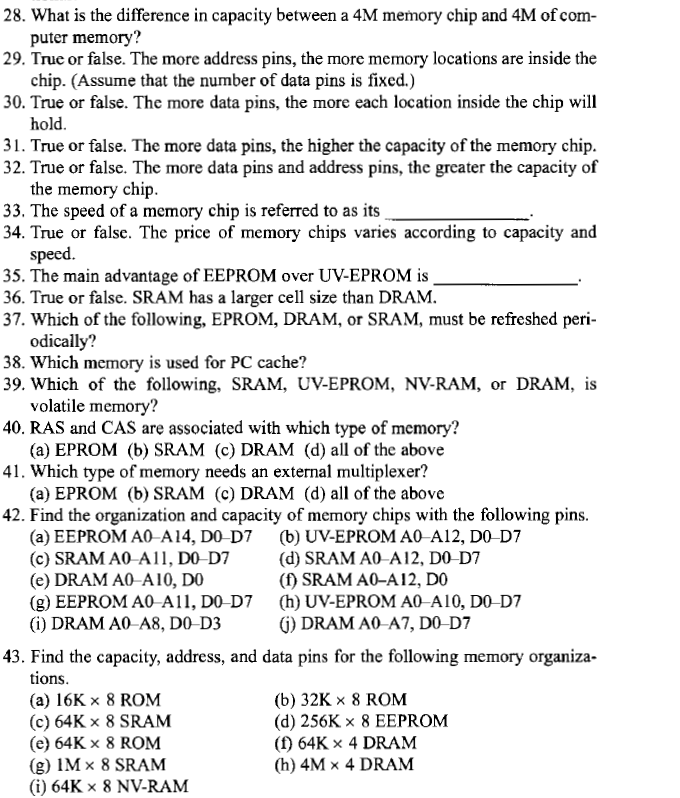 28. What is the difference in capacity between a 4M memory chip and 4M of com-
puter memory?
29. True or false. The more address pins, the more memory locations are inside the
chip. (Assume that the number of data pins is fixed.)
30. True or false. The more data pins, the more each location inside the chip will
hold.
31. True or false. The more data pins, the higher the capacity of the memory chip.
32. True or false. The more data pins and address pins, the greater the capacity of
the memory chip.
33. The speed of a memory chip is referred to as its ________________.
34. True or false. The price of memory chips varies according to capacity and
speed.
35. The main advantage of EEPROM over UV-EPROM is ________________.
36. True or false. SRAM has a larger cell size than DRAM.
37. Which of the following, EPROM, DRAM, or SRAM, must be refreshed peri-
odically?
38. Which memory is used for PC cache?
39. Which of the following, SRAM, UV-EPROM, NV-RAM, or DRAM, is
volatile memory?
40. RAS and CAS are associated with which type of memory?
(a) EPROM (b) SRAM (c) DRAM (d) all of the above
41. Which type of memory needs an external multiplexer?
(a) EPROM (b) SRAM (c) DRAM (d) all of the above
42. Find the organization and capacity of memory chips with the following pins.
(a) EEPROM A0–A14, D0–D7 (b) UV-EPROM A0–A12, D0–D7
(c) SRAM A0–A11, D0–D7 (d) SRAM A0–A12, D0–D7
(e) DRAM A0–A10, D0 (f) SRAM A0–A12, D0
(g) EEPROM A0–A11, D0–D7 (h) UV-EPROM A0–A10, D0–D7
(i) DRAM A0–A8, D0–D3 (j) DRAM A0–A7, D0–D7
43. Find the capacity, address, and data pins for the following memory organiza-
tions.
(a) 16K × 8 ROM (b) 32K × 8 ROM
(c) 64K × 8 SRAM (d) 256K × 8 EEPROM
(e) 64K × 8 ROM (f) 64K × 4 DRAM
(g) 1M × 8 SRAM (h) 4M × 4 DRAM
(i) 64K × 8 NV-RAM